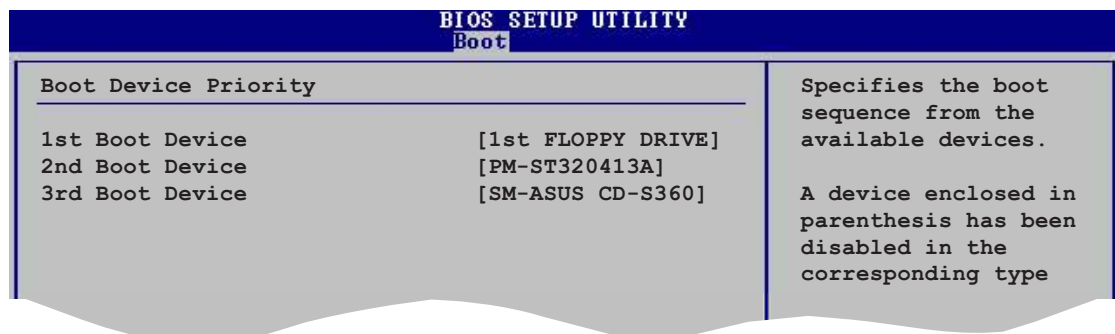 BIOS SETUP UTILITY
Boot
Boot Device Priority
1st Boot Device [1st FLOPPY DRIVE]
2nd Boot Device [PM-ST320413A]
3rd Boot Device [SM-ASUS CD-S360]
Specifies the boot
sequence from the
available devices.
A device enclosed in
parenthesis has been
disabled in the
corresponding type